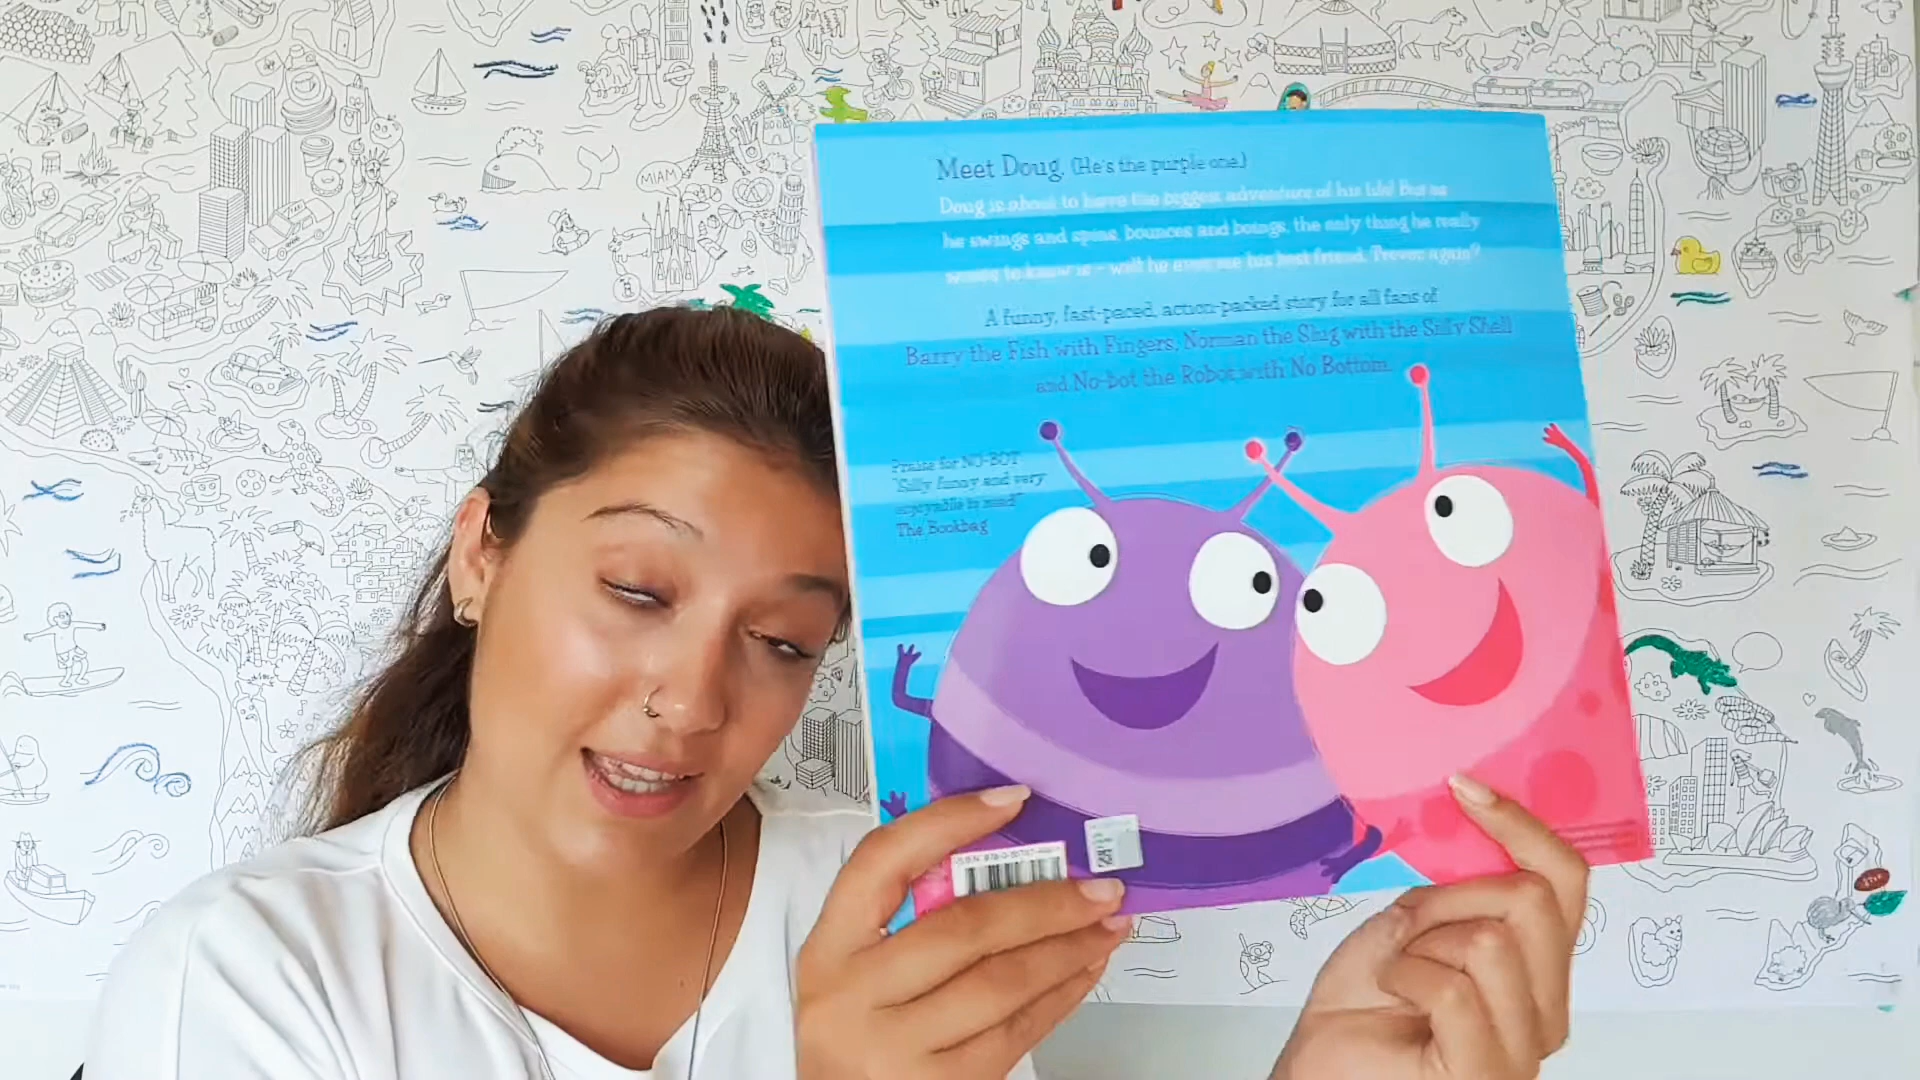 MIAMI
Meet Doug. (He's the purple one.)
Doug is about to have the biggest adventure of his life! But as
he swings and spins, bounces and boings, the only thing he really
wants to know is - will he ever see his best friend, Trevor, again?
A funny, fast-paced, action-packed story for all fans of
Barry the Fish with Fingers, Norman the Slug with the Silly Shell
and No-bot the Robot with No Bottom.
Praise for NO-BOT
"Silly, funny and very
enjoyable to read"
The Bookbag